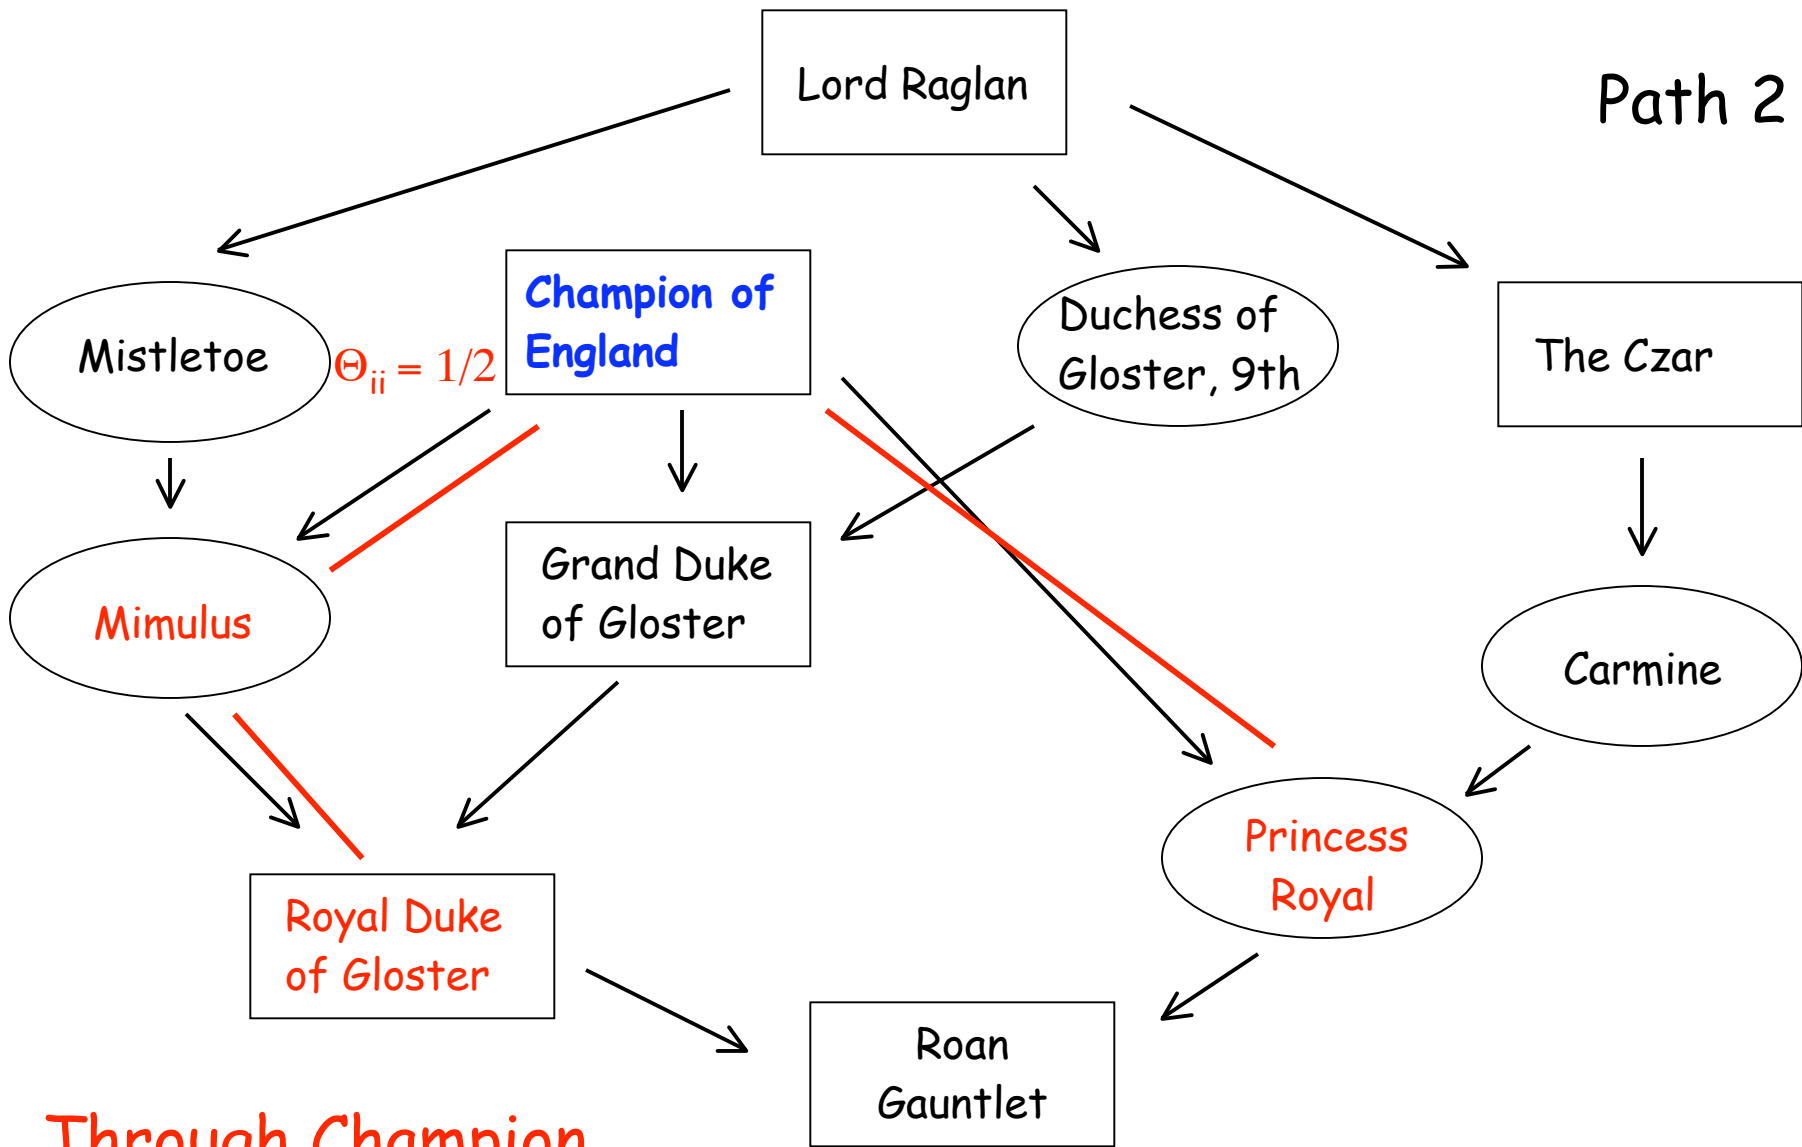 Lord Raglan
Path 2
Champion of
England
Duchess of
Gloster, 9th
Mistletoe
Θii = 1/2
The Czar
Grand Duke
of Gloster
Mimulus
Carmine
Princess
Royal
Royal Duke
of Gloster
Roan
Gauntlet
Through Champion